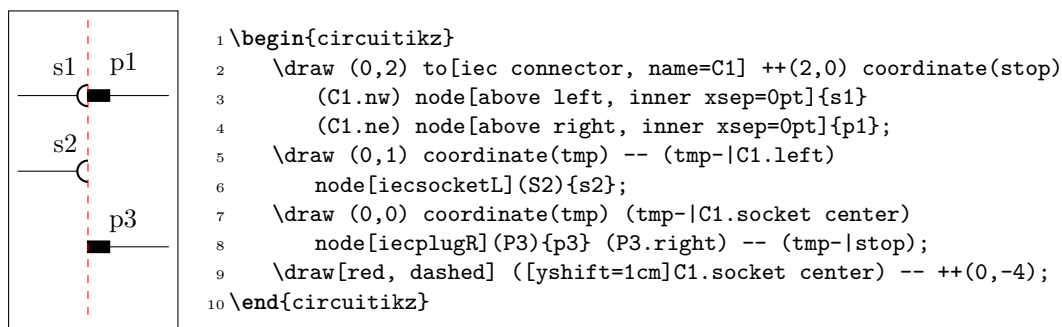 s1 p1
s2
p3
1 \begin{circuitikz}
2 \draw (0,2) to[iec connector, name=C1] ++(2,0) coordinate(stop)
3 (C1.nw) node[above left, inner xsep=0pt]{s1}
4 (C1.ne) node[above right, inner xsep=0pt]{p1};
5 \draw (0,1) coordinate(tmp) -- (tmp-|C1.left)
6 node[iecsocketL](S2){s2};
7 \draw (0,0) coordinate(tmp) (tmp-|C1.socket center)
8 node[iecplugR](P3){p3} (P3.right) -- (tmp-|stop);
9 \draw[red, dashed] ([yshift=1cm]C1.socket center) -- ++(0,-4);
10 \end{circuitikz}